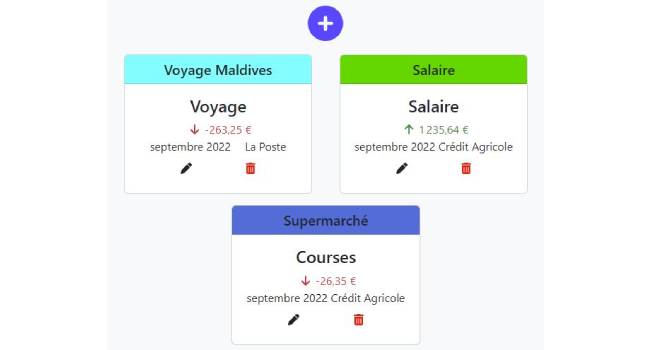 Voyage Maldives
Voyage
-263,25 €
septembre 2022 La Poste
Salaire
Salaire
1 235,64 €
septembre 2022 Crédit Agricole
Supermarché
Courses
-26,35 €
septembre 2022 Crédit Agricole